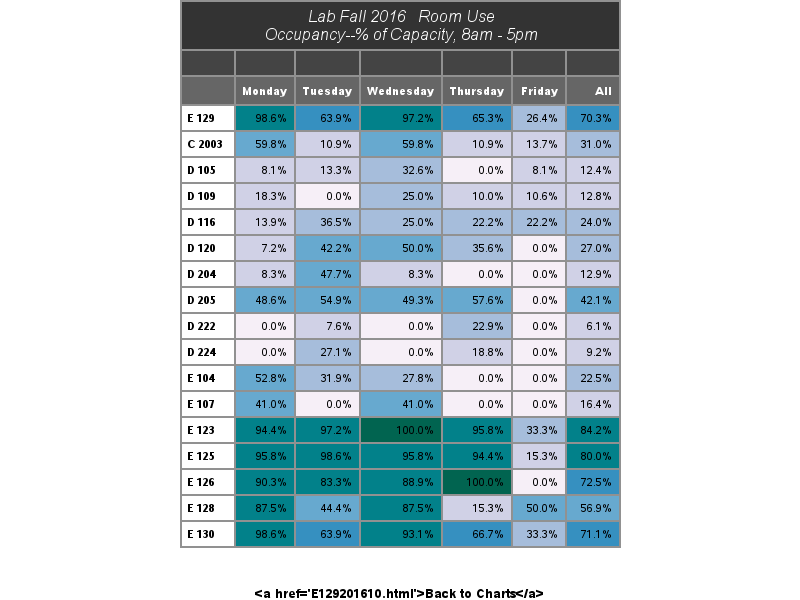 Lab Fall 2016 Room Use
Occupancy--% of Capacity, 8am - 5pm
Monday Tuesday Wednesday Thursday Friday All
E 129 98.6% 63.9% 97.2% 65.3% 26.4% 70.3%
C 2003 59.8% 10.9% 59.8% 10.9% 13.7% 31.0%
D 105 8.1% 13.3% 32.6% 0.0% 8.1% 12.4%
D 109 18.3% 0.0% 25.0% 10.0% 10.6% 12.8%
D 116 13.9% 36.5% 25.0% 22.2% 22.2% 24.0%
D 120 7.2% 42.2% 50.0% 35.6% 0.0% 27.0%
D 204 8.3% 47.7% 8.3% 0.0% 0.0% 12.9%
D 205 48.6% 54.9% 49.3% 57.6% 0.0% 42.1%
D 222 0.0% 7.6% 0.0% 22.9% 0.0% 6.1%
D 224 0.0% 27.1% 0.0% 18.8% 0.0% 9.2%
E 104 52.8% 31.9% 27.8% 0.0% 0.0% 22.5%
E 107 41.0% 0.0% 41.0% 0.0% 0.0% 16.4%
E 123 94.4% 97.2% 100.0% 95.8% 33.3% 84.2%
E 125 95.8% 98.6% 95.8% 94.4% 15.3% 80.0%
E 126 90.3% 83.3% 88.9% 100.0% 0.0% 72.5%
E 128 87.5% 44.4% 87.5% 15.3% 50.0% 56.9%
E 130 98.6% 63.9% 93.1% 66.7% 33.3% 71.1%
<a href='E129201610.html'>Back to Charts</a>